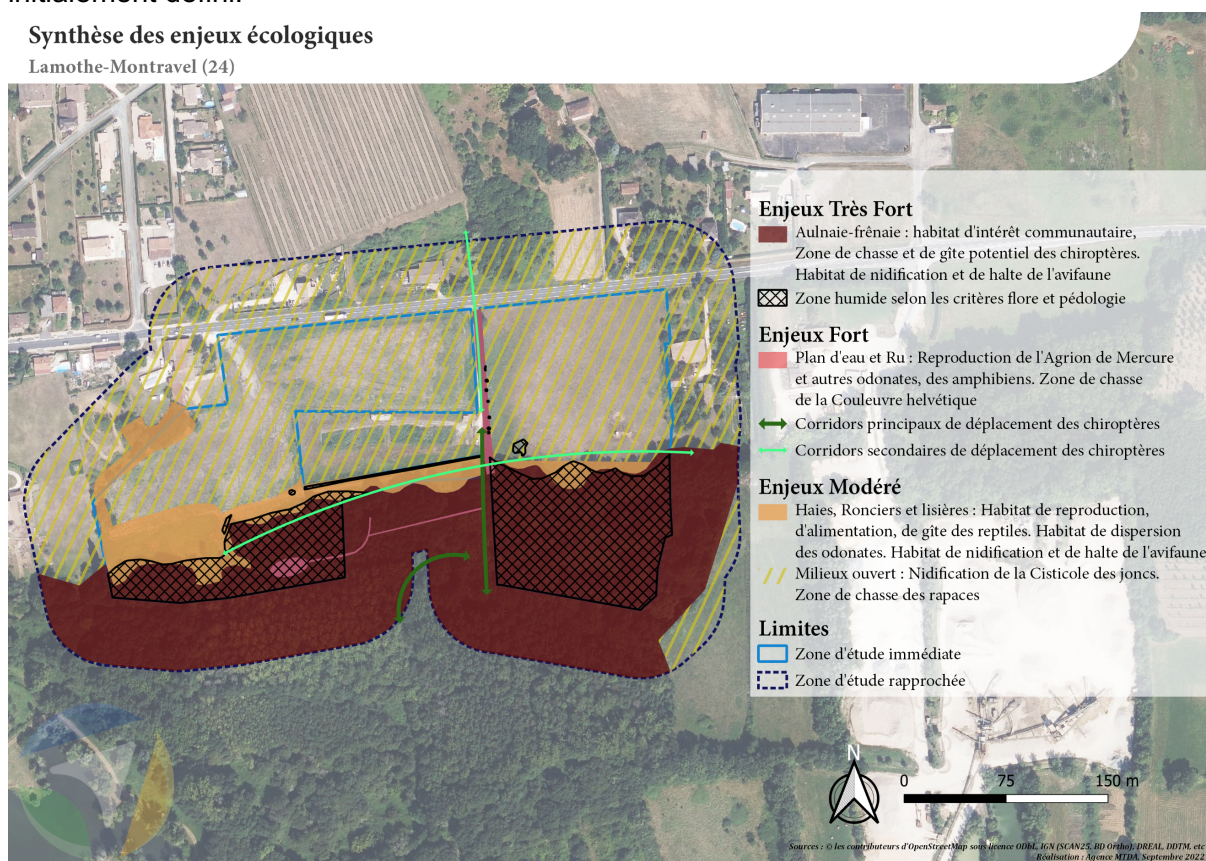 initialement défini.
Synthèse des enjeux écologiques
Lamothe-Montravel (24)
Enjeux Très Fort
Aulnaie-frênaie : habitat d'intérêt communautaire,
Zone de chasse et de gîte potentiel des chiroptères.
Habitat de nidification et de halte de l'avifaune
Zone humide selon les critères flore et pédologie
Enjeux Fort
Plan d'eau et Ru : Reproduction de l'Agrion de Mercure
et autres odonates, des amphibiens. Zone de chasse
de la Couleuvre helvétique
Corridors principaux de déplacement des chiroptères
Corridors secondaires de déplacement des chiroptères
Enjeux Modéré
Haies, Ronciers et lisières : Habitat de reproduction,
d'alimentation, de gîte des reptiles. Habitat de dispersion
des odonates. Habitat de nidification et de halte de l'avifaune
Milieux ouvert : Nidification de la Cisticole des joncs.
Zone de chasse des rapaces
Limites
Zone d'étude immédiate
Zone d'étude rapprochée
N
0 75 150 m
Sources : © les contributeurs d'OpenStreetMap sous licence ODbL, IGN (SCAN25, BD Ortho), DREAL, DDTM, etc
Réalisation : Agence MTDA, Septembre 2022